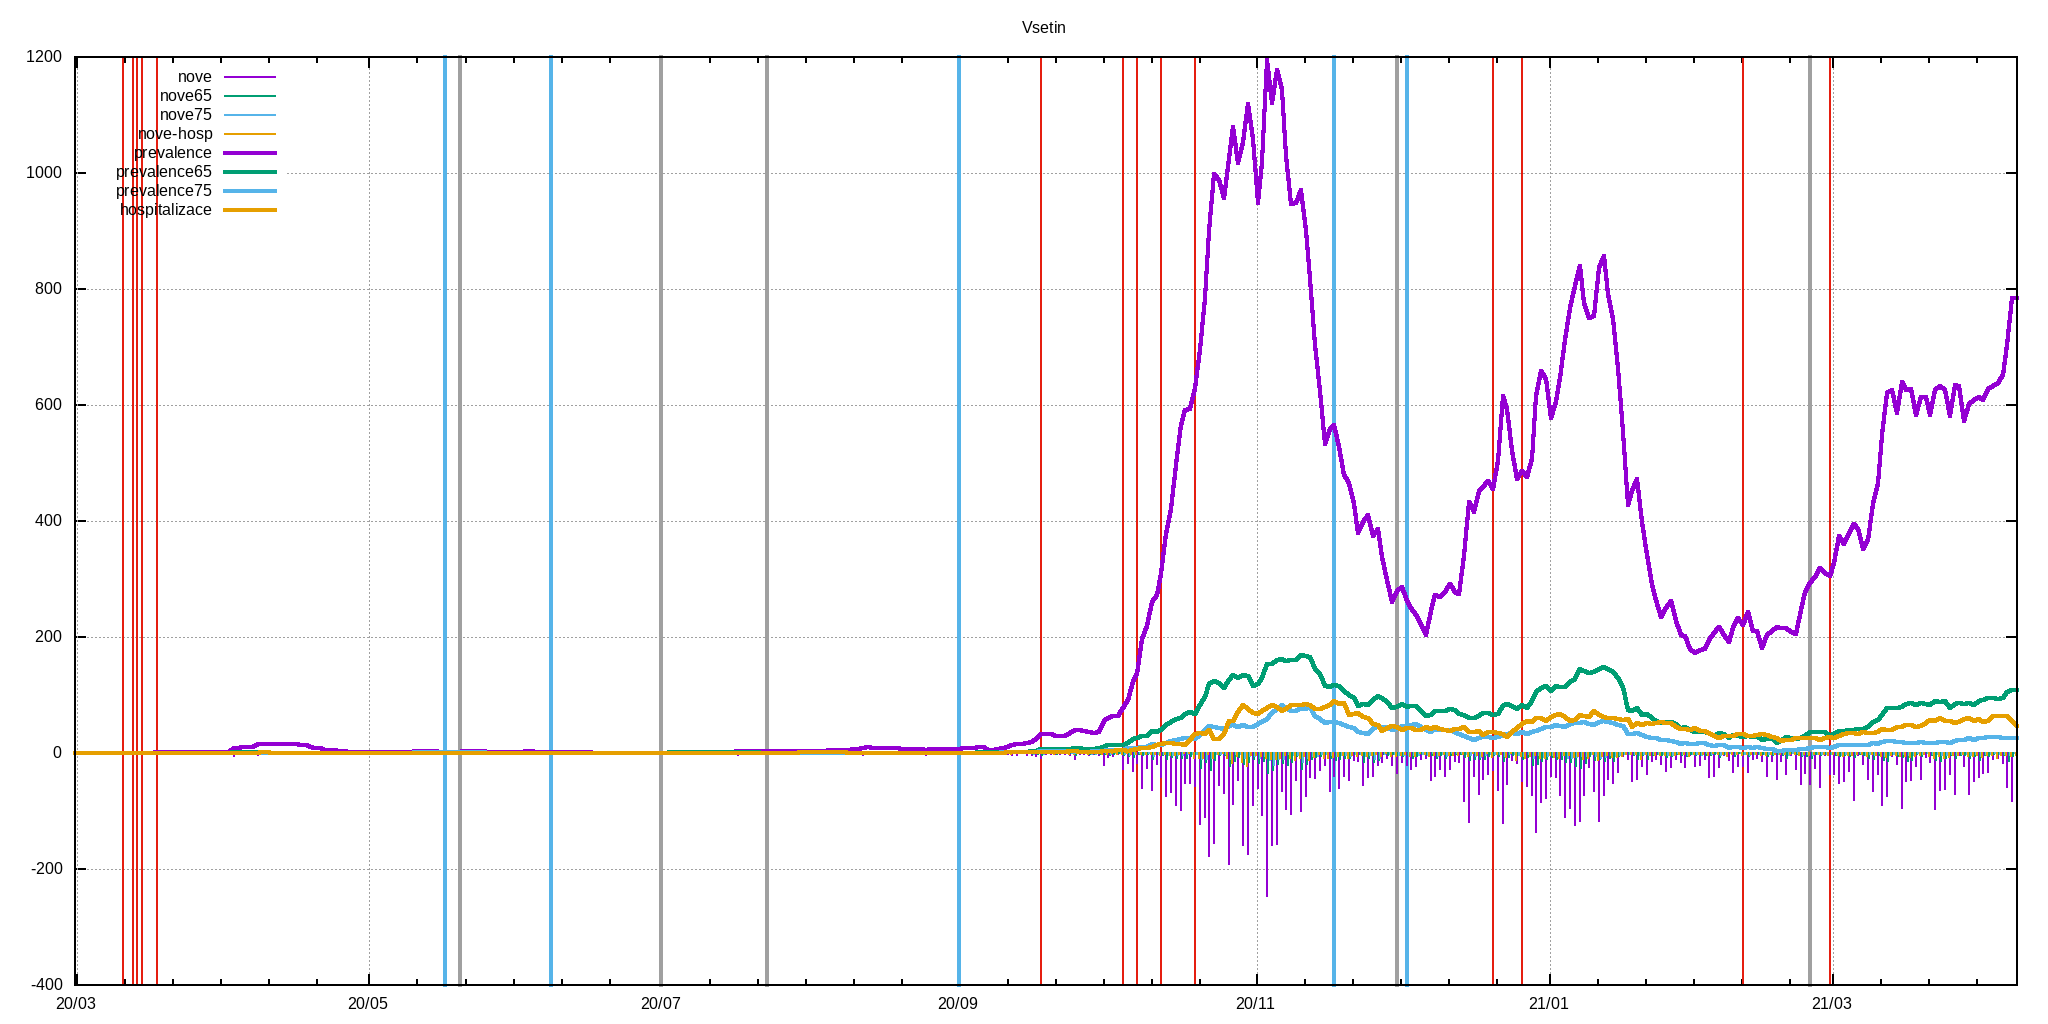 Vsetin
1200
1000
800
600
400
200
0
-200
-400
nove
nove65
nove75
nove-hosp
prevalence
prevalence65
prevalence75
hospitalizace
20/03 20/05 20/07 20/09 20/11 21/01 21/03